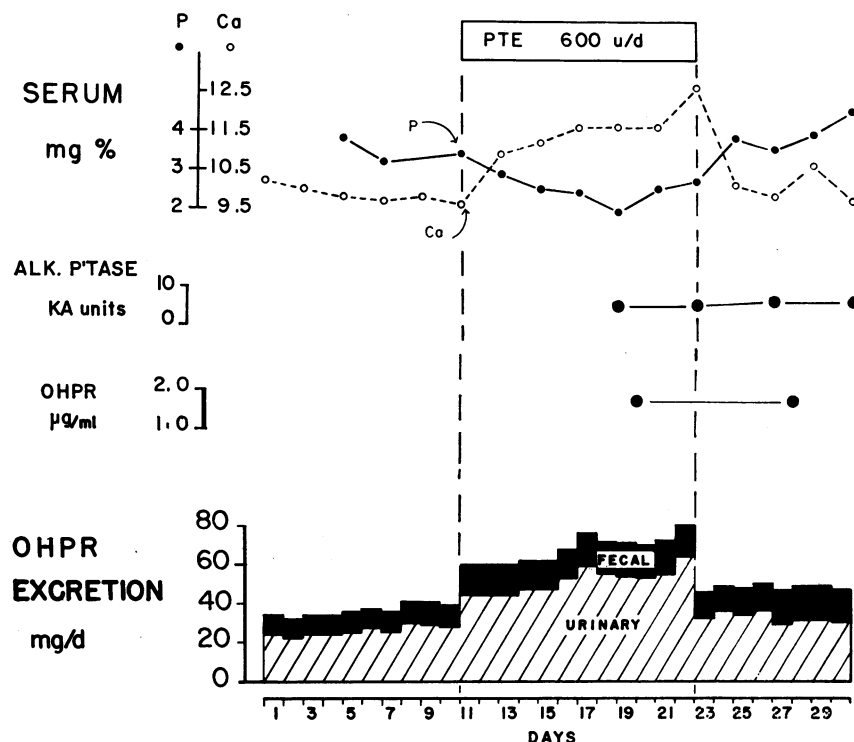 P Ca
PTE 600 u/d
SERUM
mg %
12.5
4 11.5
3 10.5
2 9.5
P
Ca
ALK. P'TASE
KA units
10
0
OHPR
µg/ml
2.0
1.0
OHPR
EXCRETION
mg/d
80
60
40
20
0
FECAL
URINARY
1 3 5 7 9 11 13 15 17 19 21 23 25 27 29
DAYS